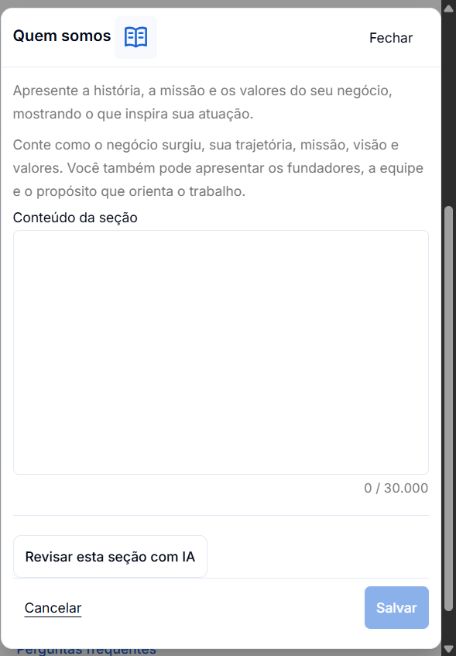 Quem somos
Fechar
Apresente a história, a missão e os valores do seu negócio,
mostrando o que inspira sua atuação.
Conte como o negócio surgiu, sua trajetória, missão, visão e
valores. Você também pode apresentar os fundadores, a equipe
e o propósito que orienta o trabalho.
Conteúdo da seção
0 / 30.000
Revisar esta seção com IA
Cancelar
Salvar
Perguntas frequentes